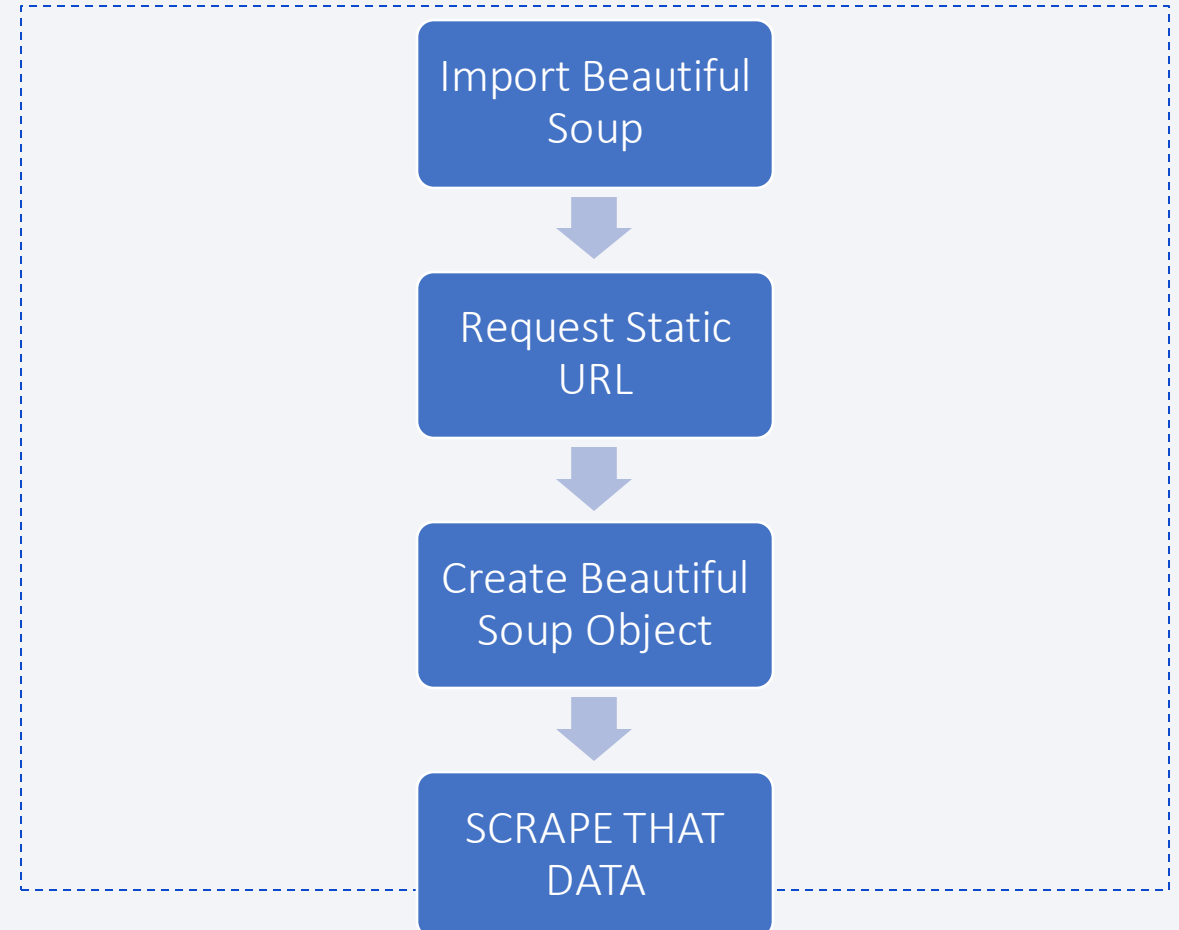 Import Beautiful
Soup
Request Static
URL
Create Beautiful
Soup Object
SCRAPE THAT
DATA